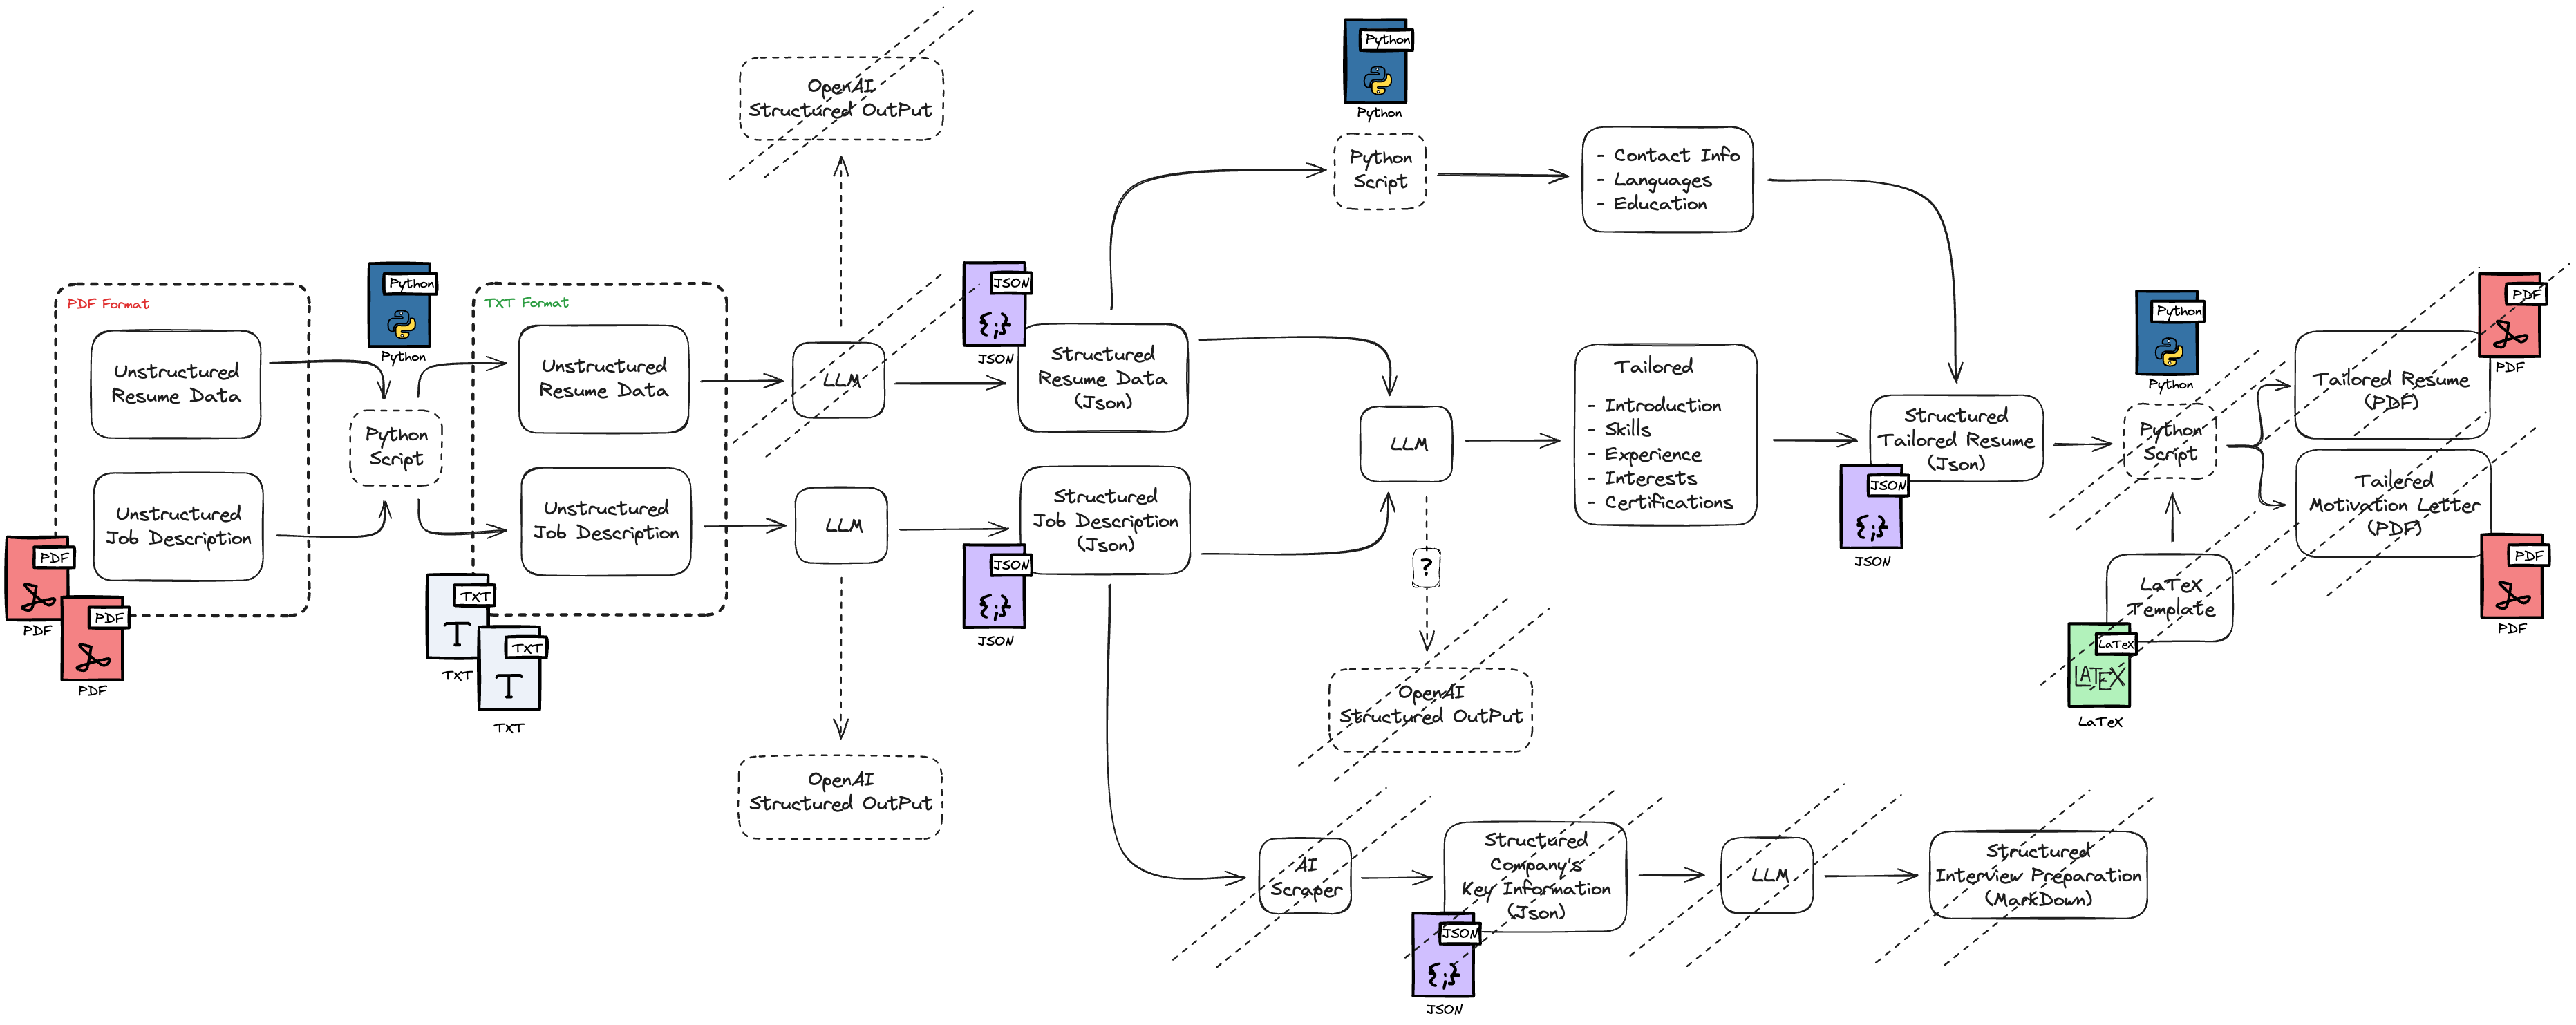 PDF Format
Unstructured
Resume Data
Unstructured
Job Description
PDF
PDF
PDF
PDF
Python
Python
Python
Script
TXT Format
Unstructured
Resume Data
Unstructured
Job Description
TXT
TXT
TXT
TXT
OpenAI
Structured OutPut
LLM
LLM
OpenAI
Structured OutPut
JSON
{;}
JSON
Structured
Resume Data
(Json)
Structured
Job Description
(Json)
JSON
{;}
JSON
Python
Python
Python
Script
- Contact Info
- Languages
- Education
LLM
?
OpenAI
Structured OutPut
Tailored
- Introduction
- Skills
- Experience
- Interests
- Certifications
Structured
Tailored Resume
(Json)
JSON
{;}
JSON
Python
Python
Python
Script
LaTeX
Template
LaTeX
LATEX
LaTeX
PDF
PDF
Tailored Resume
(PDF)
Tailered
Motivation Letter
(PDF)
PDF
PDF
AI
Scraper
Structured
Company's
Key Information
(Json)
JSON
{;}
JSON
LLM
Structured
Interview Preparation
(MarkDown)